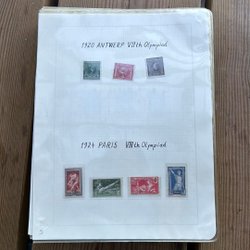 1920 ANTWERP VIIth Olympiad
1924 PARIS VIIIth Olympiad